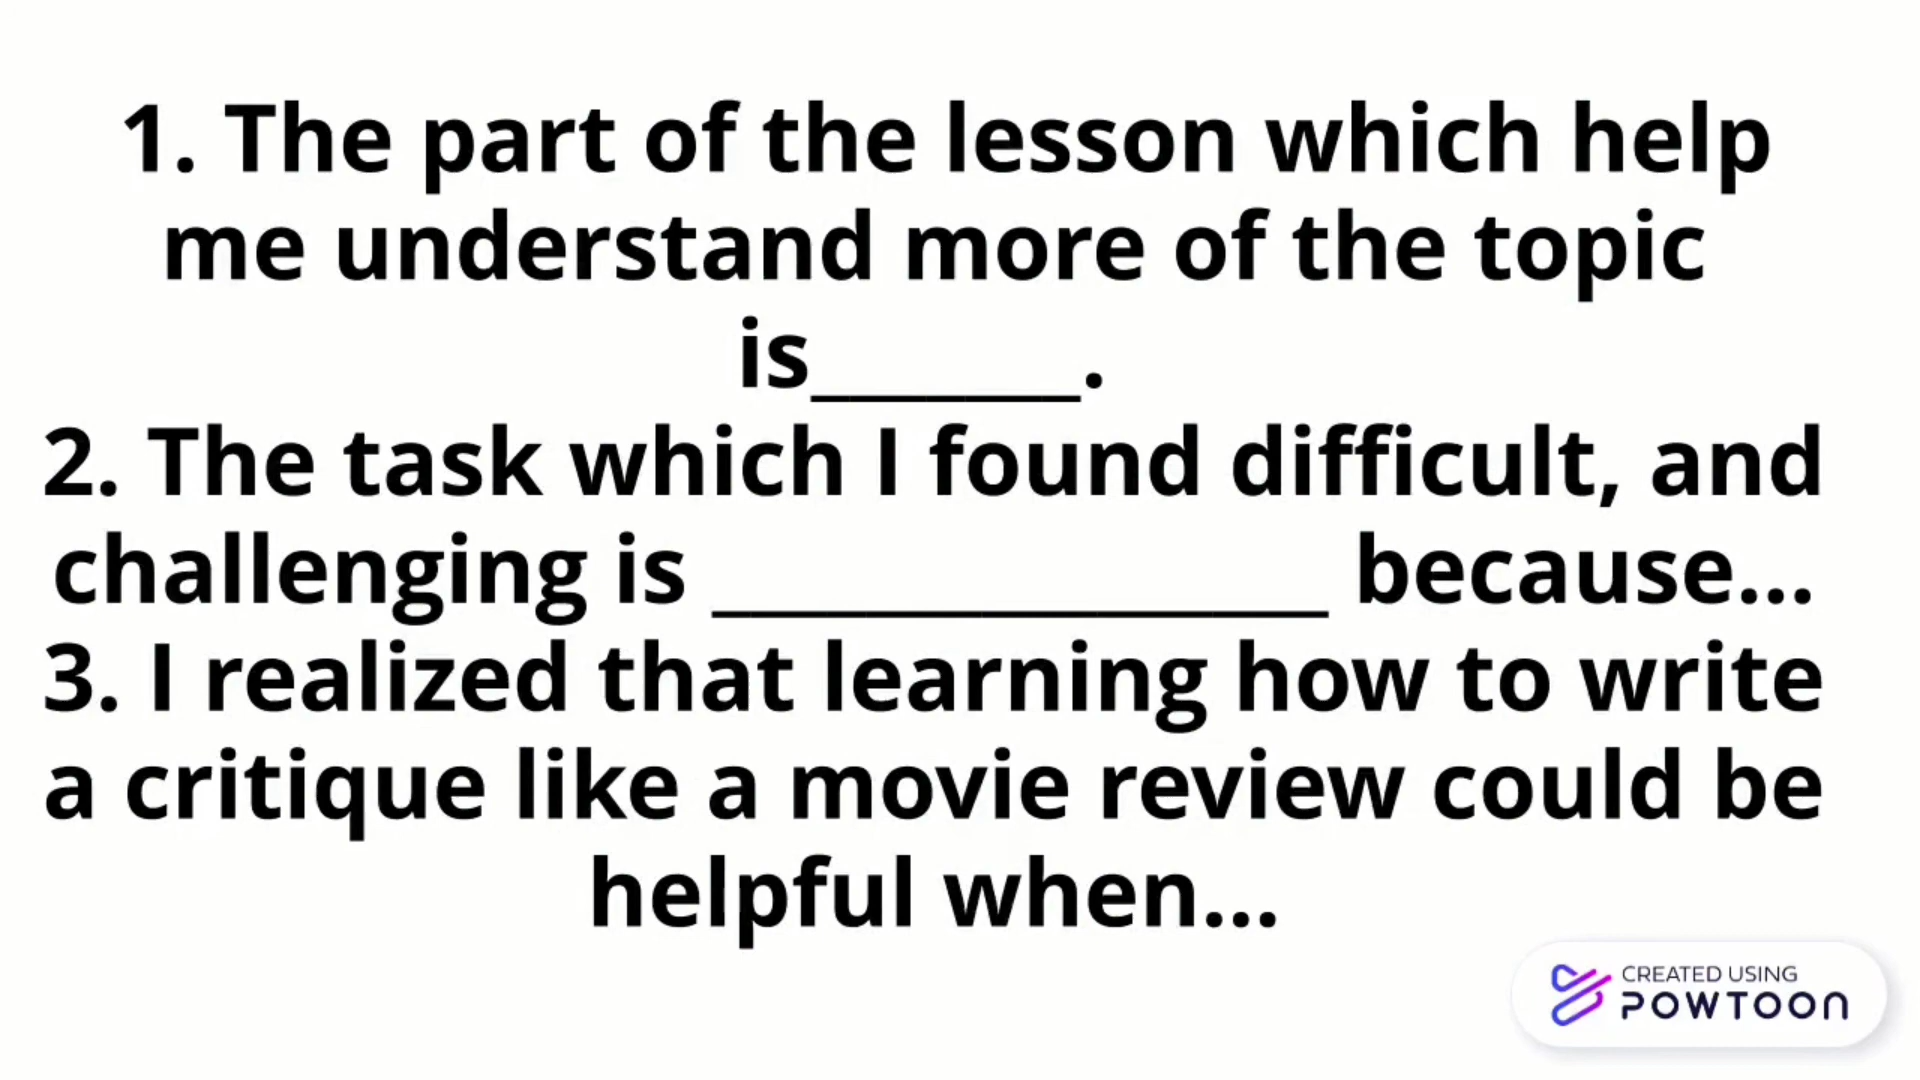 1. The part of the lesson which help
me understand more of the topic
is_______.
2. The task which I found difficult, and
challenging is ________________ because...
3. I realized that learning how to write
a critique like a movie review could be
helpful when...
CREATED USING
POWTOON